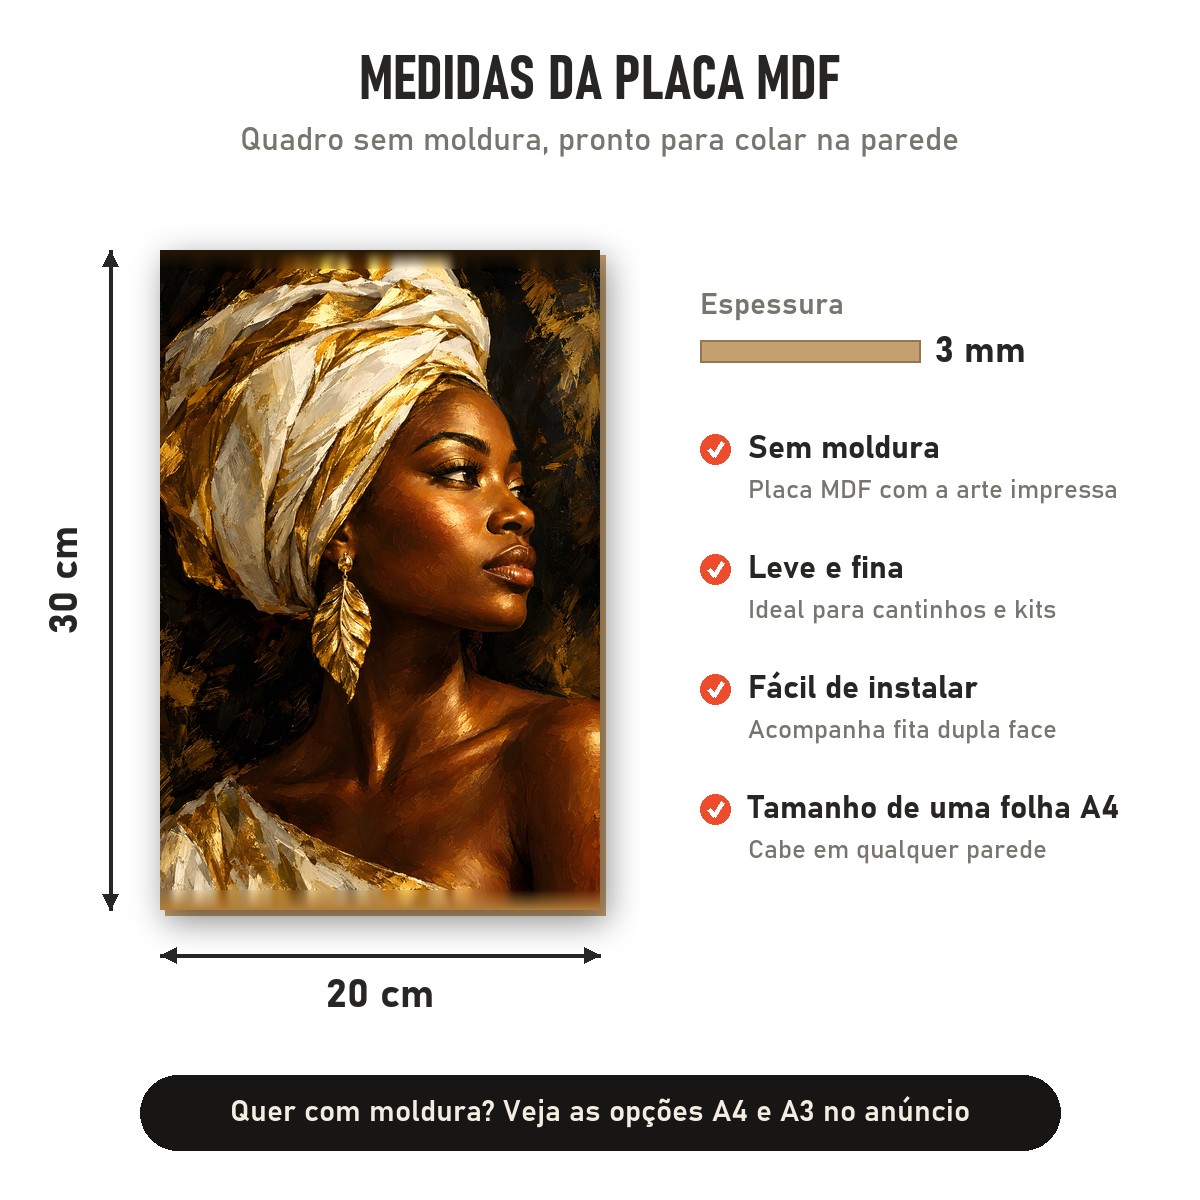 MEDIDAS DA PLACA MDF
Quadro sem moldura, pronto para colar na parede
Espessura
3 mm
Sem moldura
Placa MDF com a arte impressa
Leve e fina
Ideal para cantinhos e kits
Fácil de instalar
Acompanha fita dupla face
Tamanho de uma folha A4
Cabe em qualquer parede
30 cm
20 cm
Quer com moldura? Veja as opções A4 e A3 no anúncio